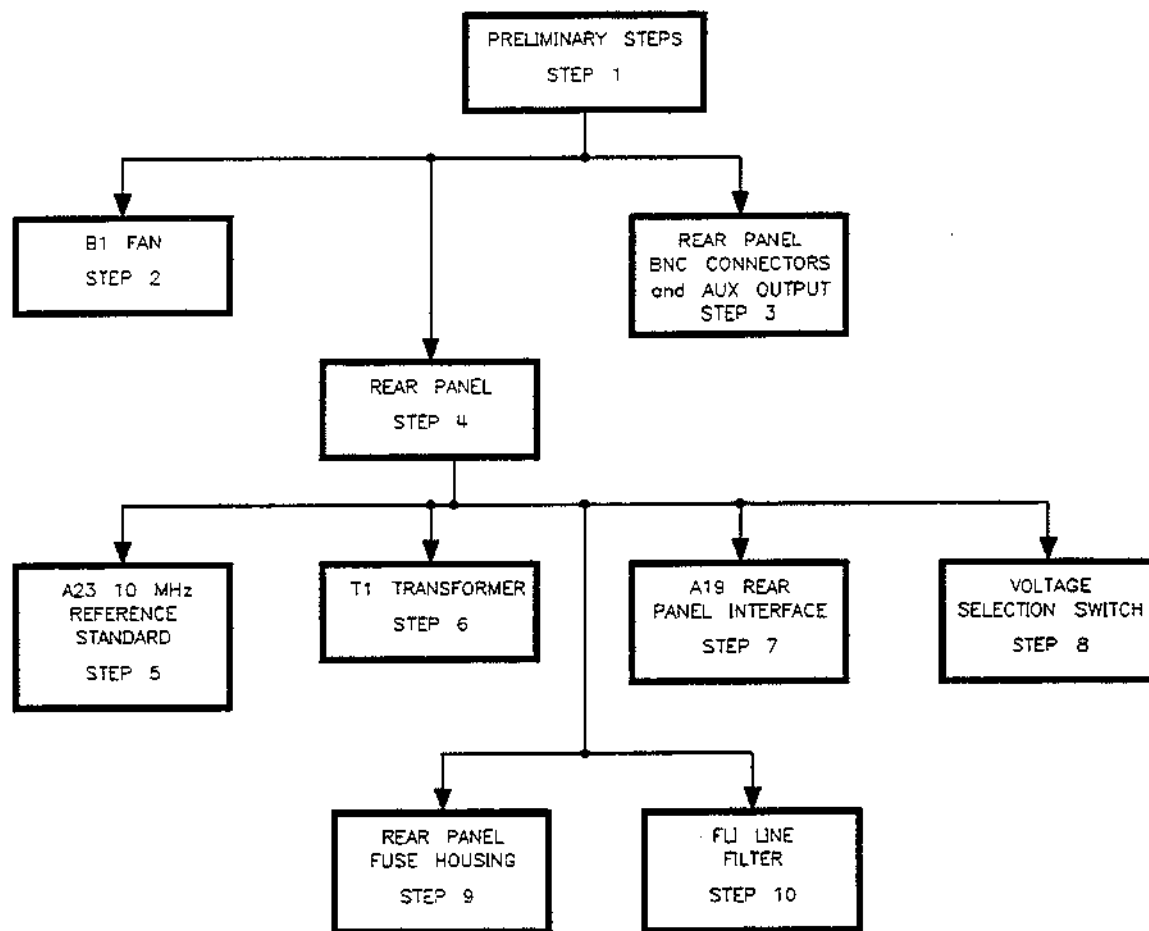 PRELIMINARY STEPS
STEP 1
B1 FAN
STEP 2
REAR PANEL
BNC CONNECTORS
and AUX OUTPUT
STEP 3
REAR PANEL
STEP 4
A23 10 MHz
REFERENCE
STANDARD
STEP 5
T1 TRANSFORMER
STEP 6
A19 REAR
PANEL INTERFACE
STEP 7
VOLTAGE
SELECTION SWITCH
STEP 8
REAR PANEL
FUSE HOUSING
STEP 9
FL1 LINE
FILTER
STEP 10